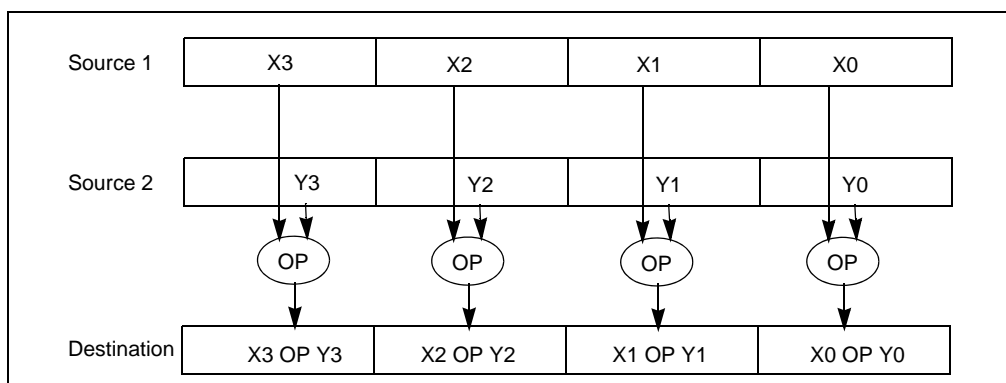 Source 1 X3 X2 X1 X0
Source 2 Y3 Y2 Y1 Y0
OP OP OP OP
Destination X3 OP Y3 X2 OP Y2 X1 OP Y1 X0 OP Y0